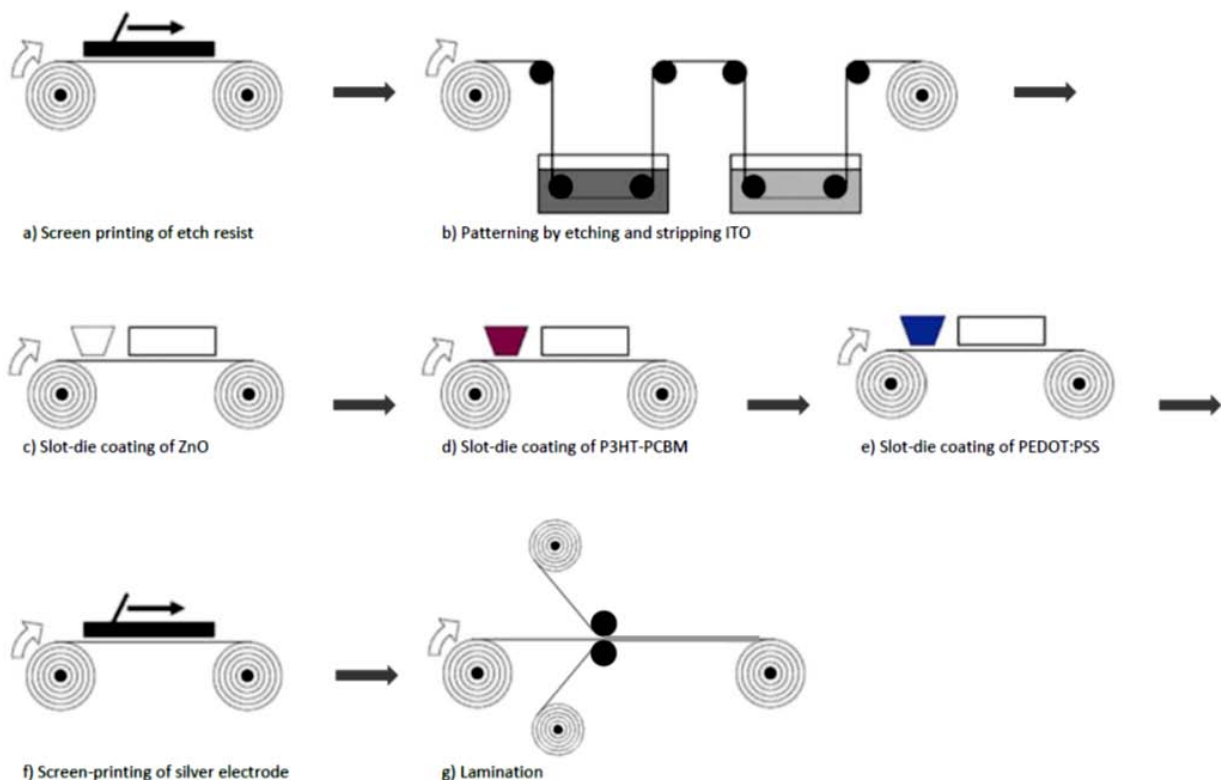 a) Screen printing of etch resist
b) Patterning by etching and stripping ITO
c) Slot-die coating of ZnO
d) Slot-die coating of P3HT-PCBM
e) Slot-die coating of PEDOT:PSS
f) Screen-printing of silver electrode
g) Lamination